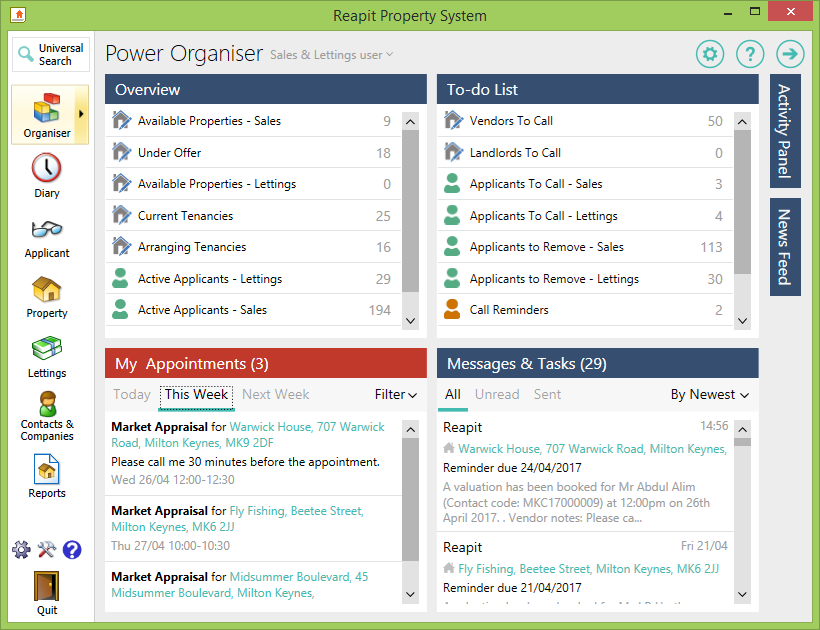 Reapit Property System
Universal
Search
Organiser
Diary
Applicant
Property
Lettings
Contacts &
Companies
Reports
Quit
Power Organiser Sales & Lettings user
Overview
Available Properties - Sales 9
Under Offer 18
Available Properties - Lettings 0
Current Tenancies 25
Arranging Tenancies 16
Active Applicants - Lettings 29
Active Applicants - Sales 194
To-do List
Vendors To Call 50
Landlords To Call 0
Applicants To Call - Sales 3
Applicants To Call - Lettings 4
Applicants to Remove - Sales 113
Applicants to Remove - Lettings 30
Call Reminders 2
Activity Panel
News Feed
My Appointments (3)
Today This Week Next Week Filter
Market Appraisal for Warwick House, 707 Warwick
Road, Milton Keynes, MK9 2DF
Please call me 30 minutes before the appointment.
Wed 26/04 12:00-12:30
Market Appraisal for Fly Fishing, Beetee Street,
Milton Keynes, MK6 2JJ
Thu 27/04 10:00-10:30
Market Appraisal for Midsummer Boulevard, 45
Midsummer Boulevard, Milton Keynes,
Messages & Tasks (29)
All Unread Sent By Newest
Reapit 14:56
Warwick House, 707 Warwick Road, Milton Keynes,
Reminder due 24/04/2017
A valuation has been booked for Mr Abdul Alim
(Contact code: MKC17000009) at 12:00pm on 26th
April 2017. . Vendor notes: Please ca...
Reapit Fri 21/04
Fly Fishing, Beetee Street, Milton Keynes, MK6 2JJ
Reminder due 21/04/2017